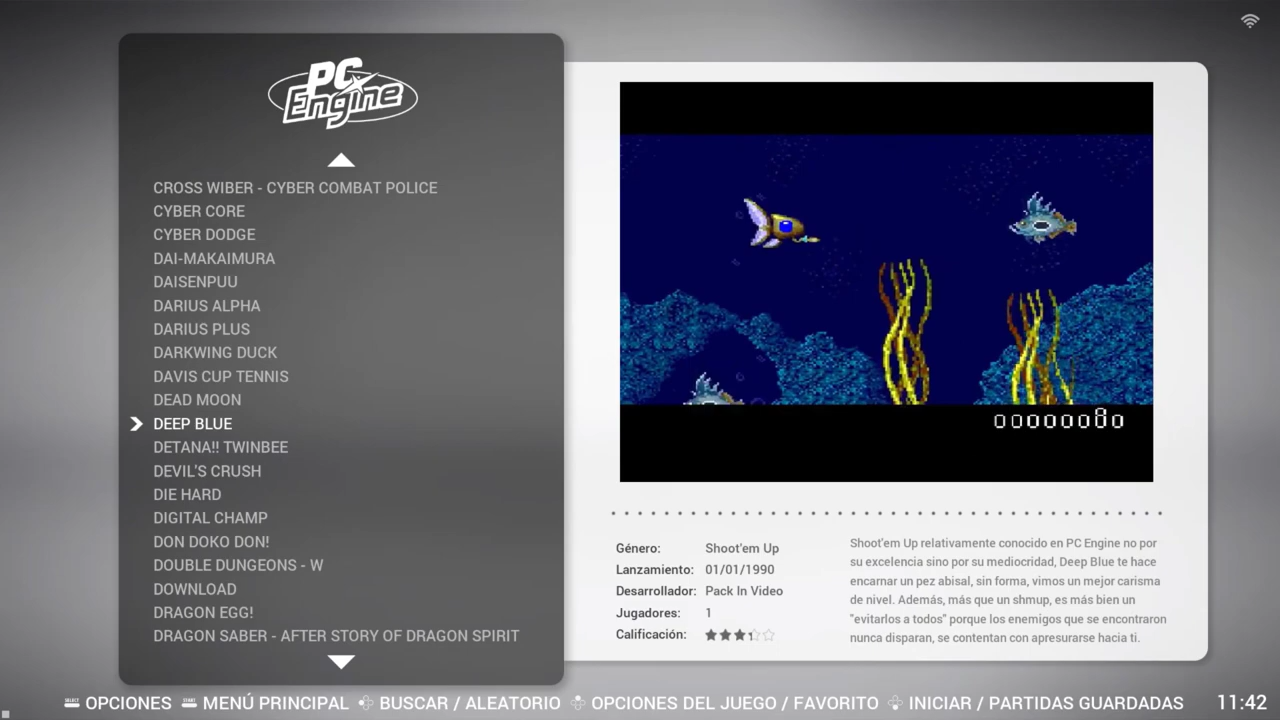 PC Engine
CROSS WIBER - CYBER COMBAT POLICE
CYBER CORE
CYBER DODGE
DAI-MAKAIMURA
DAISENPUU
DARIUS ALPHA
DARIUS PLUS
DARKWING DUCK
DAVIS CUP TENNIS
DEAD MOON
DEEP BLUE
DETANA!! TWINBEE
DEVIL'S CRUSH
DIE HARD
DIGITAL CHAMP
DON DOKO DON!
DOUBLE DUNGEONS - W
DOWNLOAD
DRAGON EGG!
DRAGON SABER - AFTER STORY OF DRAGON SPIRIT
00000080
Género: Shoot'em Up
Lanzamiento: 01/01/1990
Desarrollador: Pack In Video
Jugadores: 1
Calificación:
Shoot'em Up relativamente conocido en PC Engine no por
su excelencia sino por su mediocridad, Deep Blue te hace
encarnar un pez abisal, sin forma, vimos un mejor carisma
de nivel. Además, más que un shmup, es más bien un
"evitarlos a todos" porque los enemigos que se encontraron
nunca disparan, se contentan con apresurarse hacia ti.
SELECT OPCIONES START MENÚ PRINCIPAL BUSCAR / ALEATORIO OPCIONES DEL JUEGO / FAVORITO INICIAR / PARTIDAS GUARDADAS 11:42